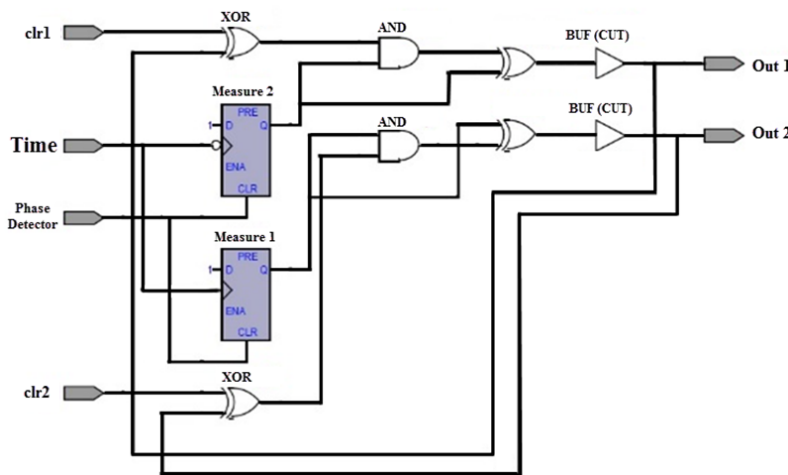 XOR
clr1
AND
BUF (CUT)
Out 1
Measure 2
PRE
1 D Q
ENA
CLR
Time
AND
BUF (CUT)
Out 2
Phase
Detector
Measure 1
PRE
1 D Q
ENA
CLR
XOR
clr2